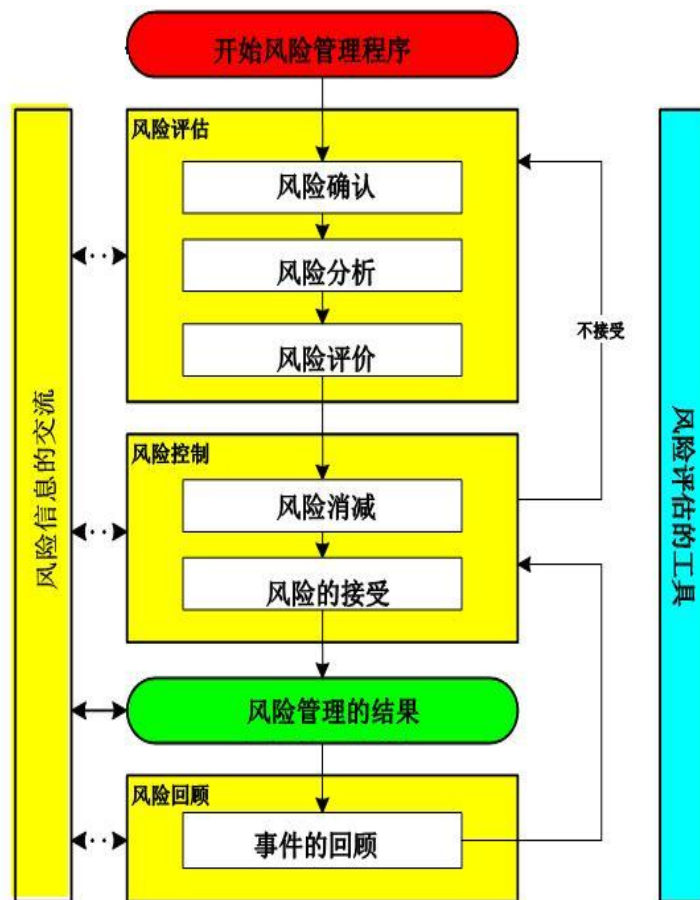 开始风险管理程序
风险评估
风险确认
风险分析
风险评价
不接受
风险控制
风险消减
风险的接受
风险管理的结果
风险回顾
事件的回顾
风险信息的交流
风险评估的工具